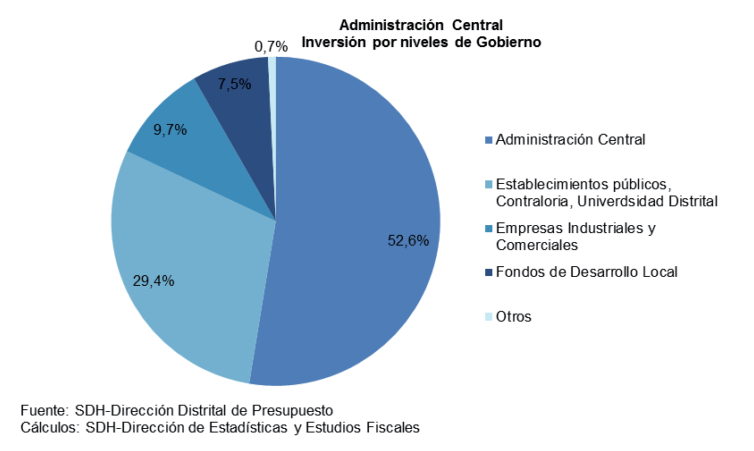 Administración Central
Inversión por niveles de Gobierno
0,7%
7,5%
9,7%
29,4%
52,6%
Administración Central
Establecimientos públicos,
Contraloria, Univerdsidad Distrital
Empresas Industriales y
Comerciales
Fondos de Desarrollo Local
Otros
Fuente: SDH-Dirección Distrital de Presupuesto
Cálculos: SDH-Dirección de Estadísticas y Estudios Fiscales